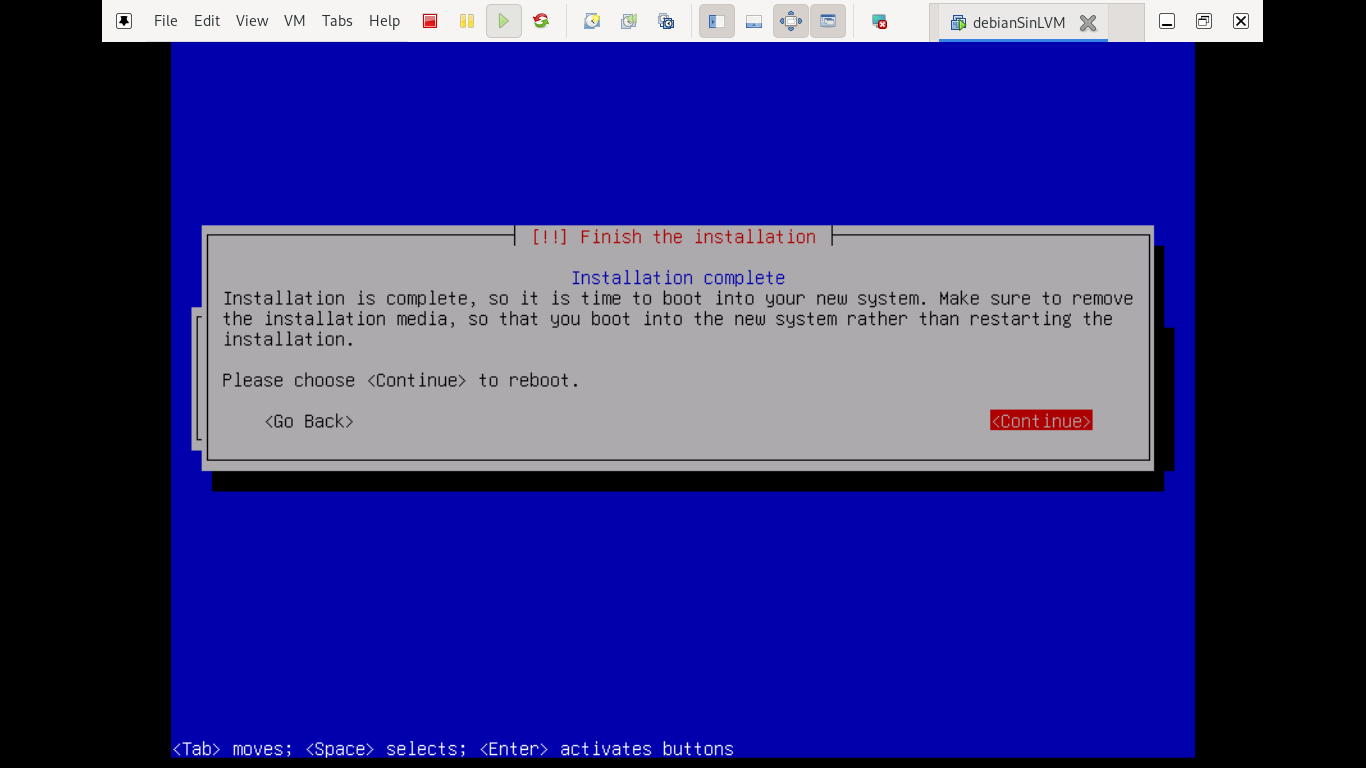 File Edit View VM Tabs Help debianSinLVM
[!!] Finish the installation
Installation complete
Installation is complete, so it is time to boot into your new system. Make sure to remove
the installation media, so that you boot into the new system rather than restarting the
installation.
Please choose <Continue> to reboot.
<Go Back> <Continue>
<Tab> moves; <Space> selects; <Enter> activates buttons